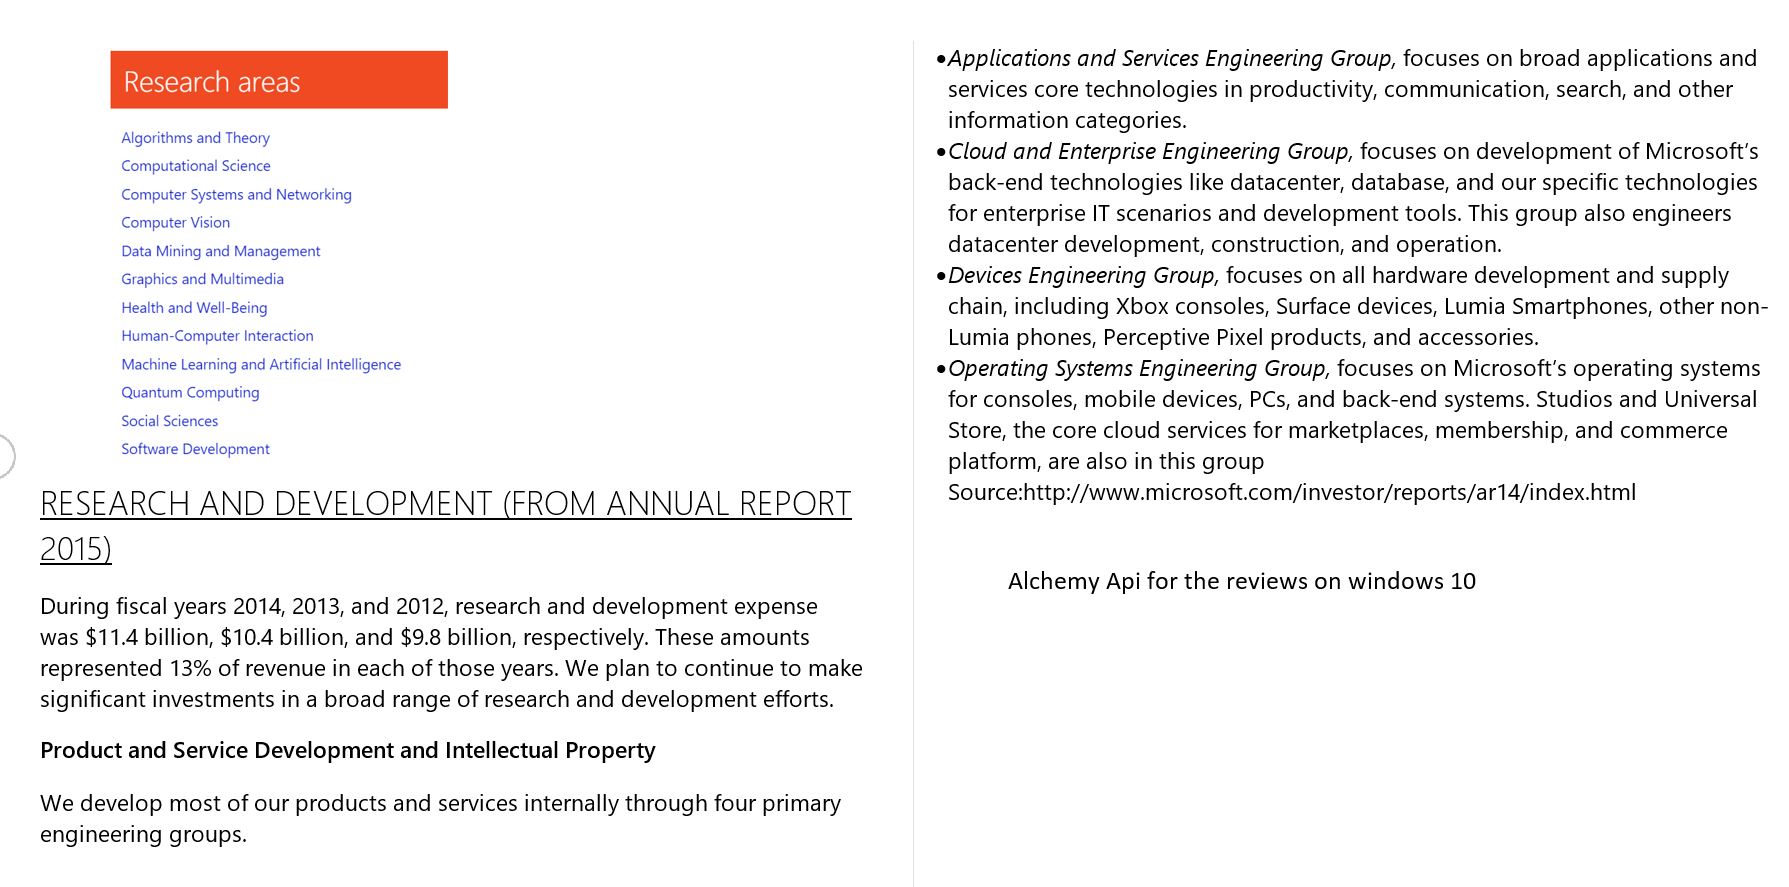 Research areas
Algorithms and Theory
Computational Science
Computer Systems and Networking
Computer Vision
Data Mining and Management
Graphics and Multimedia
Health and Well-Being
Human-Computer Interaction
Machine Learning and Artificial Intelligence
Quantum Computing
Social Sciences
Software Development
RESEARCH AND DEVELOPMENT (FROM ANNUAL REPORT
2015)
During fiscal years 2014, 2013, and 2012, research and development expense
was $11.4 billion, $10.4 billion, and $9.8 billion, respectively. These amounts
represented 13% of revenue in each of those years. We plan to continue to make
significant investments in a broad range of research and development efforts.
Product and Service Development and Intellectual Property
We develop most of our products and services internally through four primary
engineering groups.
•Applications and Services Engineering Group, focuses on broad applications and
services core technologies in productivity, communication, search, and other
information categories.
•Cloud and Enterprise Engineering Group, focuses on development of Microsoft's
back-end technologies like datacenter, database, and our specific technologies
for enterprise IT scenarios and development tools. This group also engineers
datacenter development, construction, and operation.
•Devices Engineering Group, focuses on all hardware development and supply
chain, including Xbox consoles, Surface devices, Lumia Smartphones, other non-
Lumia phones, Perceptive Pixel products, and accessories.
•Operating Systems Engineering Group, focuses on Microsoft's operating systems
for consoles, mobile devices, PCs, and back-end systems. Studios and Universal
Store, the core cloud services for marketplaces, membership, and commerce
platform, are also in this group
Source:http://www.microsoft.com/investor/reports/ar14/index.html
Alchemy Api for the reviews on windows 10